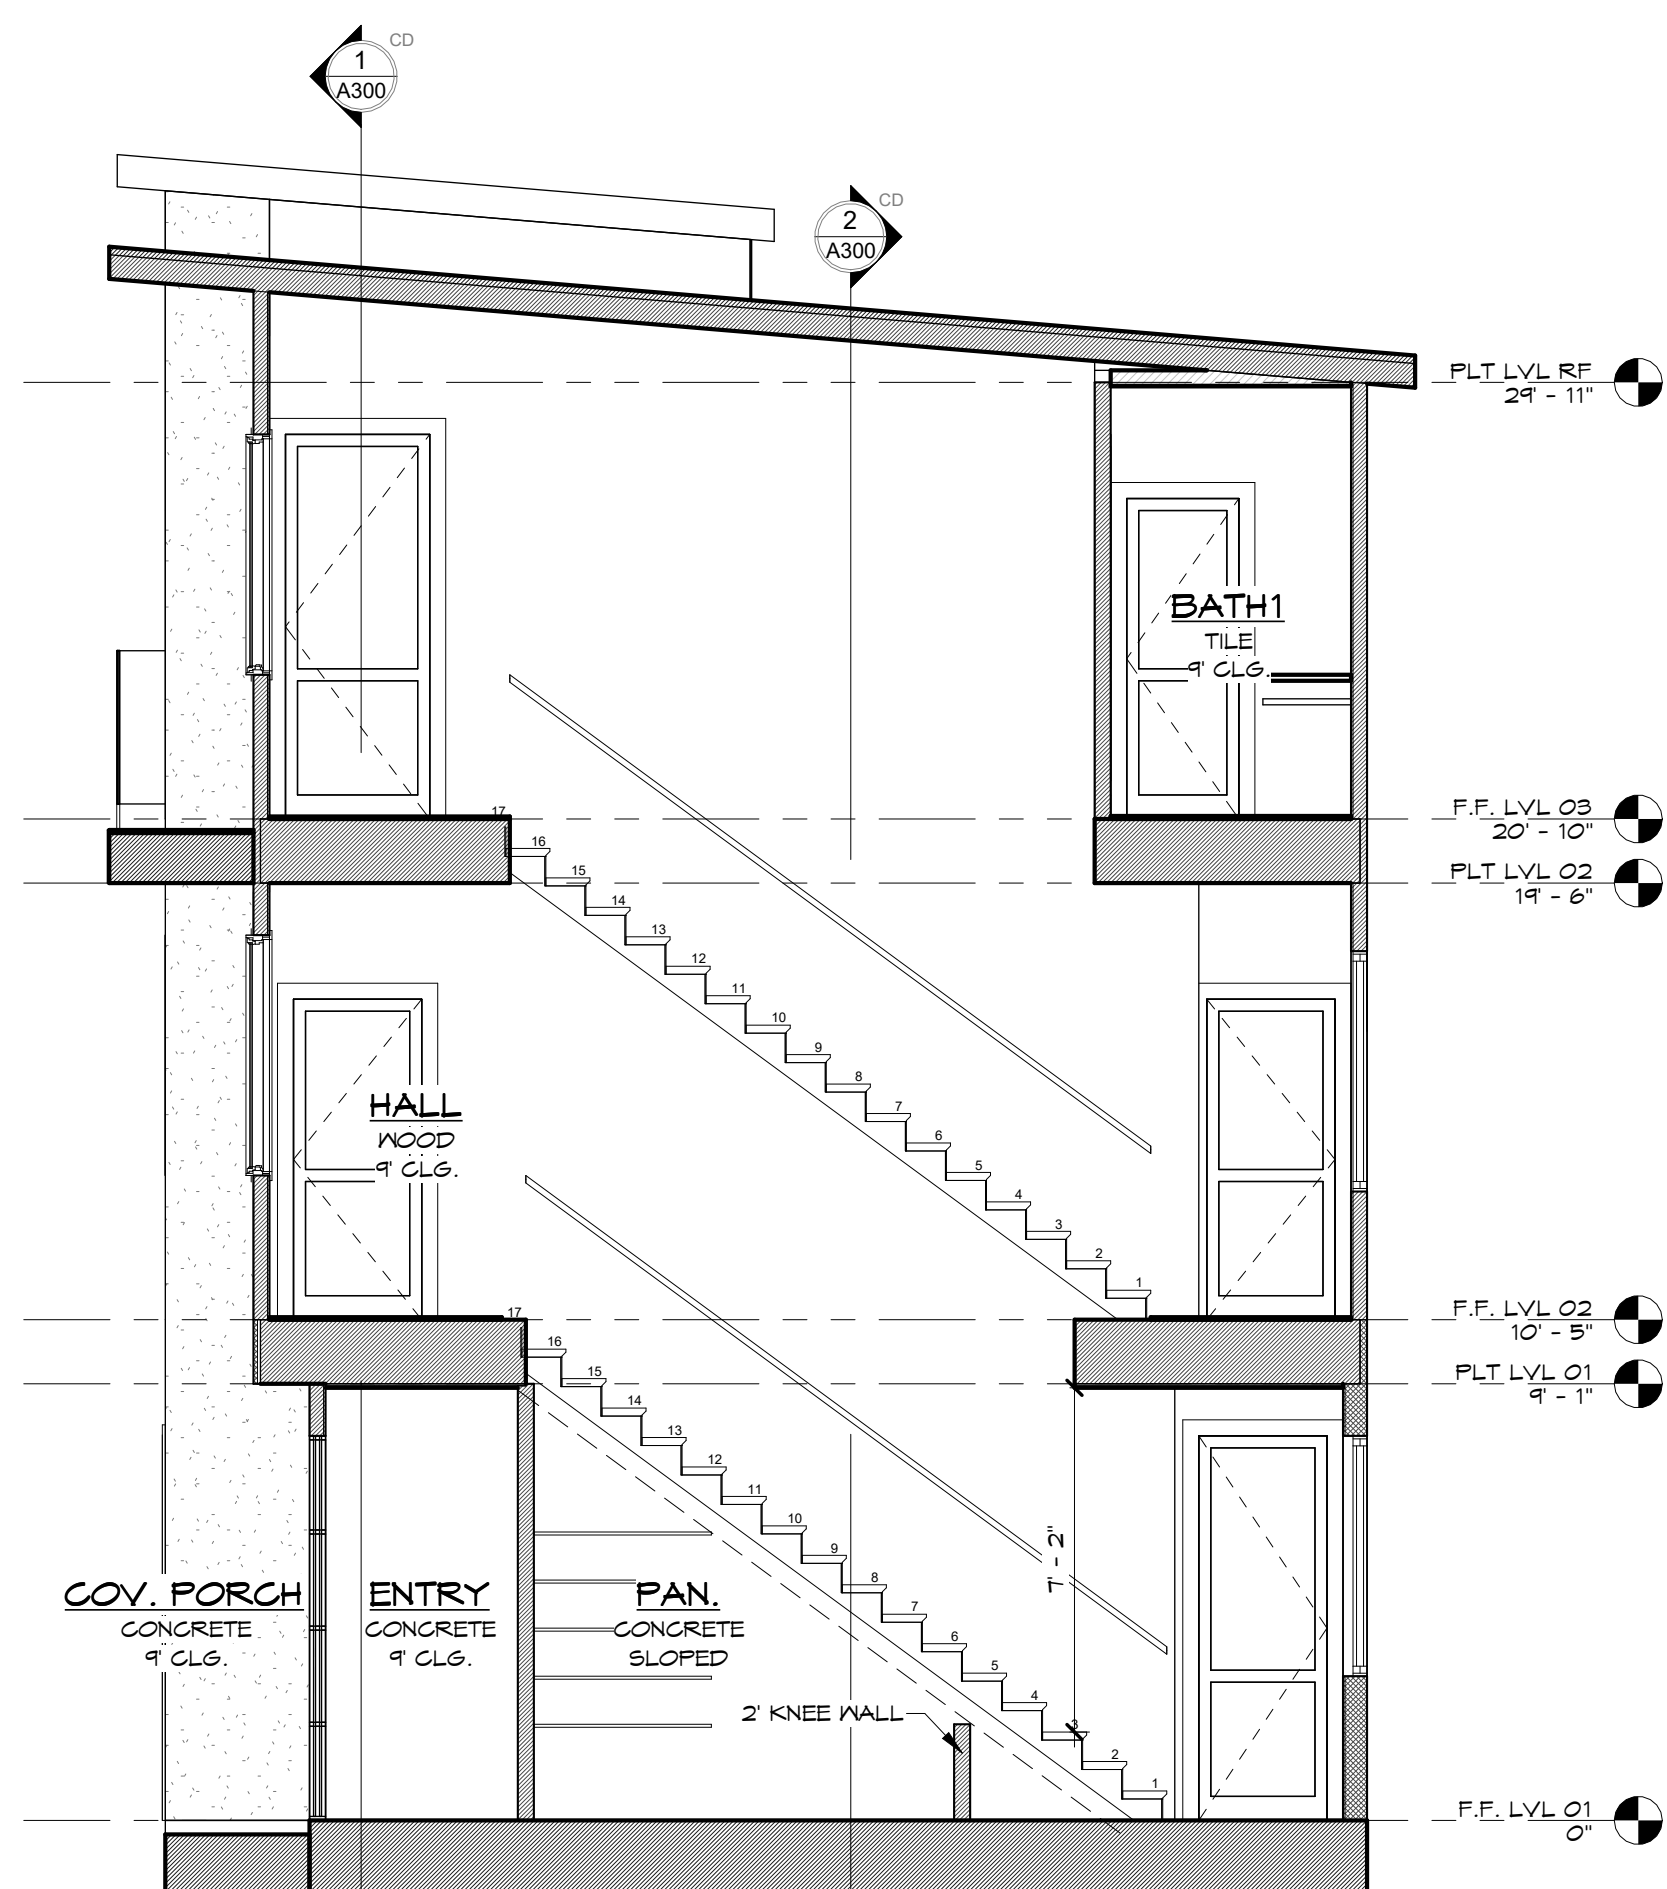 CD
1
A300
CD
2
A300
PLT LVL RF
29' - 11"
BATH1
TILE
9' CLG.
F.F. LVL 03
20' - 10"
17
16
15
14
13
12
11
10
9
8
7
6
5
4
3
2
1
PLT LVL 02
19' - 6"
HALL
WOOD
9' CLG.
F.F. LVL 02
10' - 5"
17
16
15
14
13
12
11
10
9
8
7
6
5
4
3
2
1
PLT LVL 01
9' - 1"
7' - 2"
COV. PORCH
CONCRETE
9' CLG.
ENTRY
CONCRETE
9' CLG.
PAN.
CONCRETE
SLOPED
2' KNEE WALL
F.F. LVL 01
0"